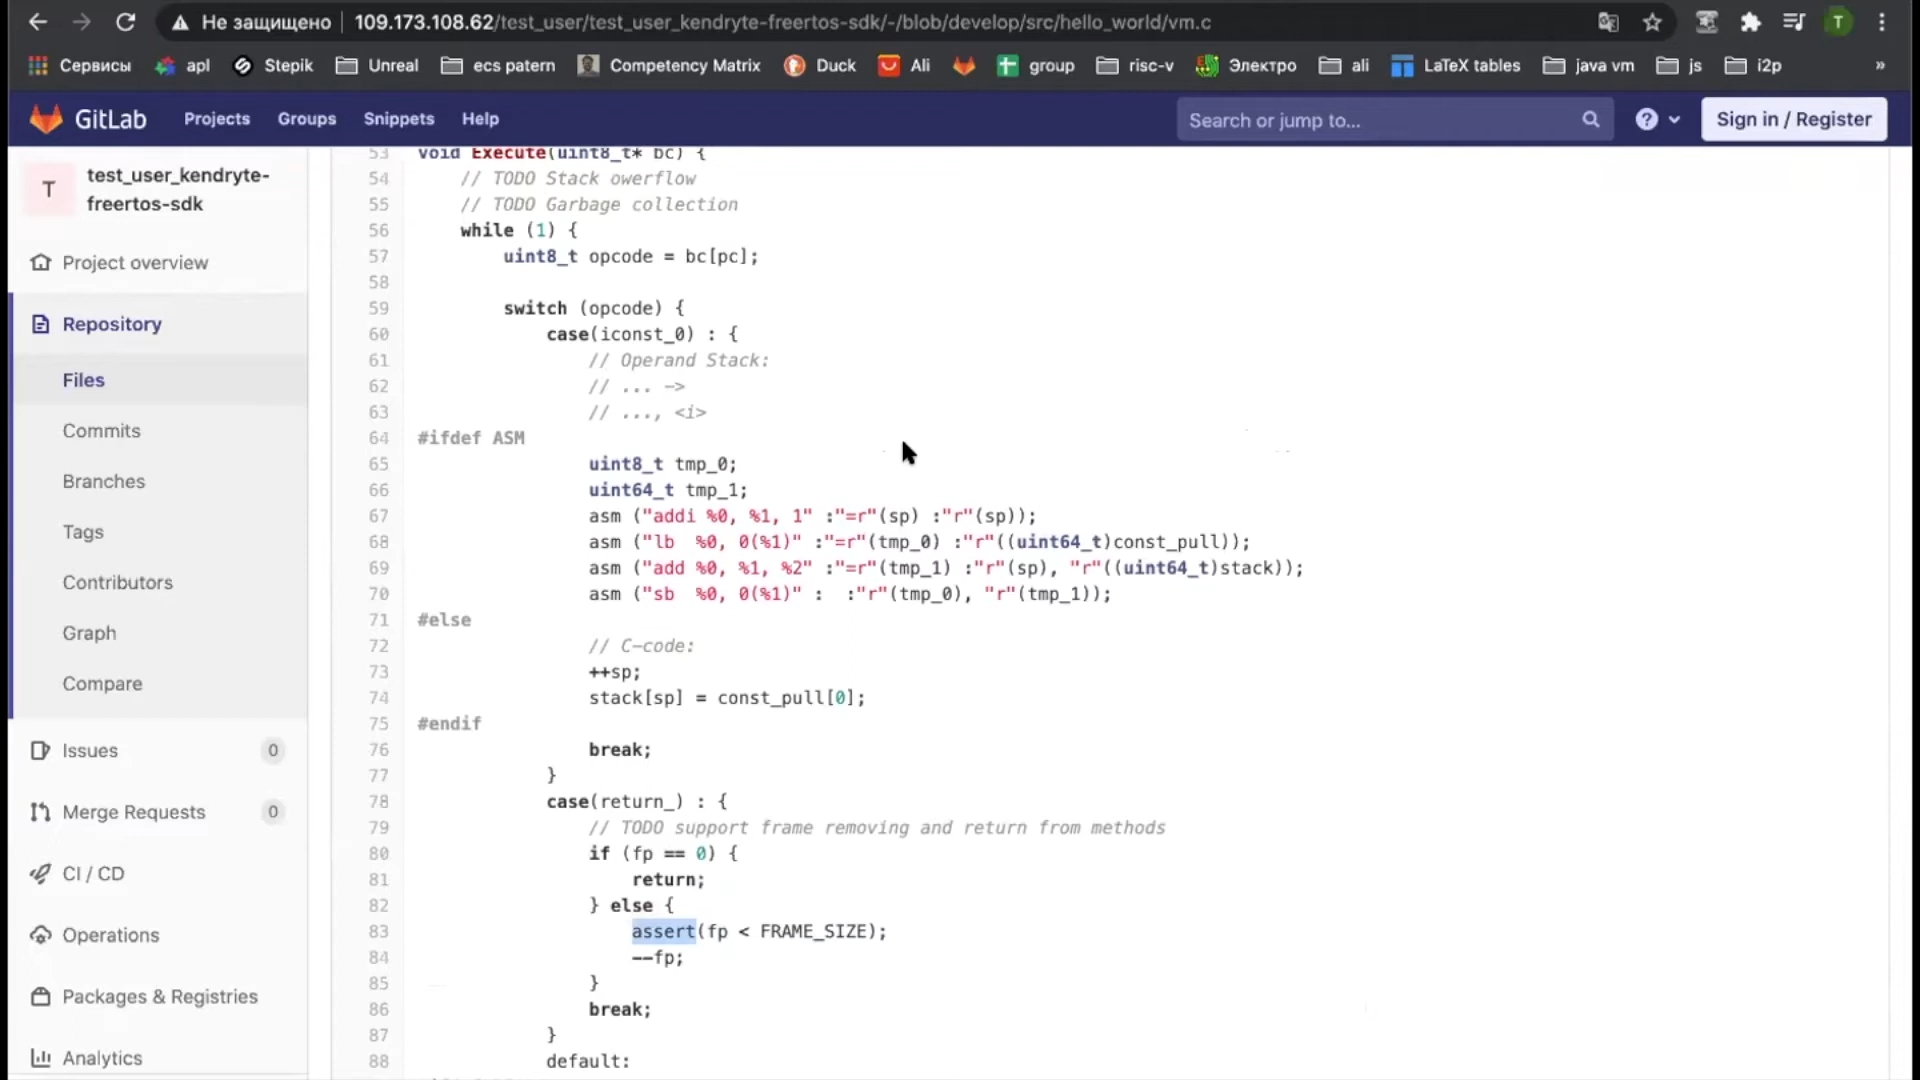 Не защищено 109.173.108.62/test_user/test_user_kendryte-freertos-sdk/-/blob/develop/src/hello_world/vm.c T
Сервисы apl Stepik Unreal ecs patern Competency Matrix Duck Ali group risc-v Электро ali LaTeX tables java vm js i2p »
GitLab Projects Groups Snippets Help Search or jump to... Sign in / Register
T test_user_kendryte-
freertos-sdk
Project overview
Repository
Files
Commits
Branches
Tags
Contributors
Graph
Compare
Issues 0
Merge Requests 0
CI / CD
Operations
Packages & Registries
Analytics
53 void Execute(uint8_t* bc) {
54 // TODO Stack owerflow
55 // TODO Garbage collection
56 while (1) {
57 uint8_t opcode = bc[pc];
58
59 switch (opcode) {
60 case(iconst_0) : {
61 // Operand Stack:
62 // ... ->
63 // ..., <i>
64 #ifdef ASM
65 uint8_t tmp_0;
66 uint64_t tmp_1;
67 asm ("addi %0, %1, 1" :"=r"(sp) :"r"(sp));
68 asm ("lb  %0, 0(%1)" :"=r"(tmp_0) :"r"((uint64_t)const_pull));
69 asm ("add %0, %1, %2" :"=r"(tmp_1) :"r"(sp), "r"((uint64_t)stack));
70 asm ("sb  %0, 0(%1)" :  :"r"(tmp_0), "r"(tmp_1));
71 #else
72 // C-code:
73 ++sp;
74 stack[sp] = const_pull[0];
75 #endif
76 break;
77 }
78 case(return_) : {
79 // TODO support frame removing and return from methods
80 if (fp == 0) {
81 return;
82 } else {
83 assert(fp < FRAME_SIZE);
84 --fp;
85 }
86 break;
87 }
88 default: